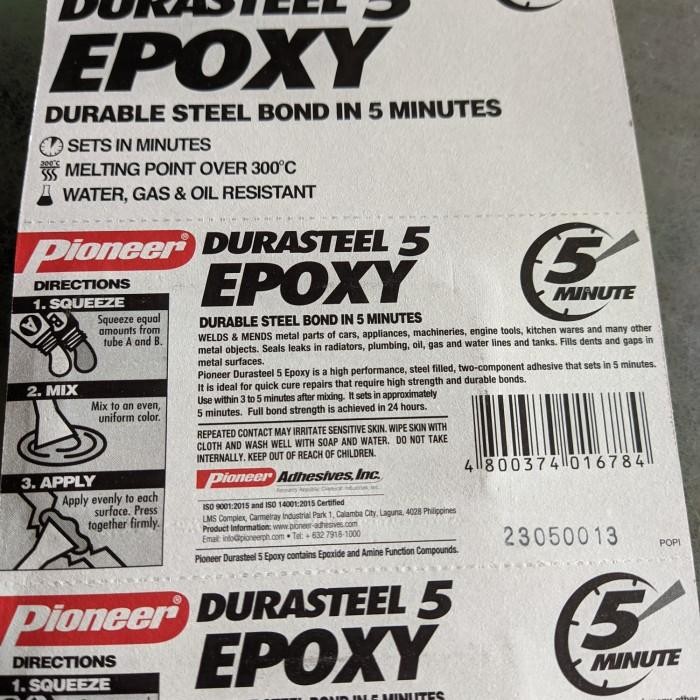 DURASTEEL 5
EPOXY
DURABLE STEEL BOND IN 5 MINUTES
SETS IN MINUTES
300°C
MELTING POINT OVER 300°C
WATER, GAS & OIL RESISTANT
Pioneer®
DIRECTIONS
1. SQUEEZE
A
Squeeze equal
amounts from
tube A and B.
2. MIX
Mix to an even,
uniform color.
3. APPLY
Apply evenly to each
surface. Press
together firmly.
DURASTEEL 5
EPOXY
5
MINUTE
DURABLE STEEL BOND IN 5 MINUTES
WELDS & MENDS metal parts of cars, appliances, machineries, engine tools, kitchen wares and many other
metal objects. Seals leaks in radiators, plumbing, oil, gas and water lines and tanks. Fills dents and gaps in
metal surfaces.
Pioneer Durasteel 5 Epoxy is a high performance, steel filled, two-component adhesive that sets in 5 minutes.
It is ideal for quick cure repairs that require high strength and durable bonds.
Use within 3 to 5 minutes after mixing. It sets in approximately
5 minutes. Full bond strength is achieved in 24 hours.
REPEATED CONTACT MAY IRRITATE SENSITIVE SKIN. WIPE SKIN WITH
CLOTH AND WASH WELL WITH SOAP AND WATER. DO NOT TAKE
INTERNALLY. KEEP OUT OF REACH OF CHILDREN.
Pioneer Adhesives, Inc.
ISO 9001:2015 and ISO 14001:2015 Certified
LMS Complex, Carmelray Industrial Park 1, Calamba City, Laguna, 4028 Philippines
Product Information: www.pioneer-adhesives.com
Email: info@pioneerph.com • Tel: + 632 7918-1000
Pioneer Durasteel 5 Epoxy contains Epoxide and Amine Function Compounds.
4 800374 016784
23050013
POPI
Pioneer®
DIRECTIONS
1. SQUEEZE
DURASTEEL 5
EPOXY
5
MINUTE
STEEL BOND IN 5 MINUTES